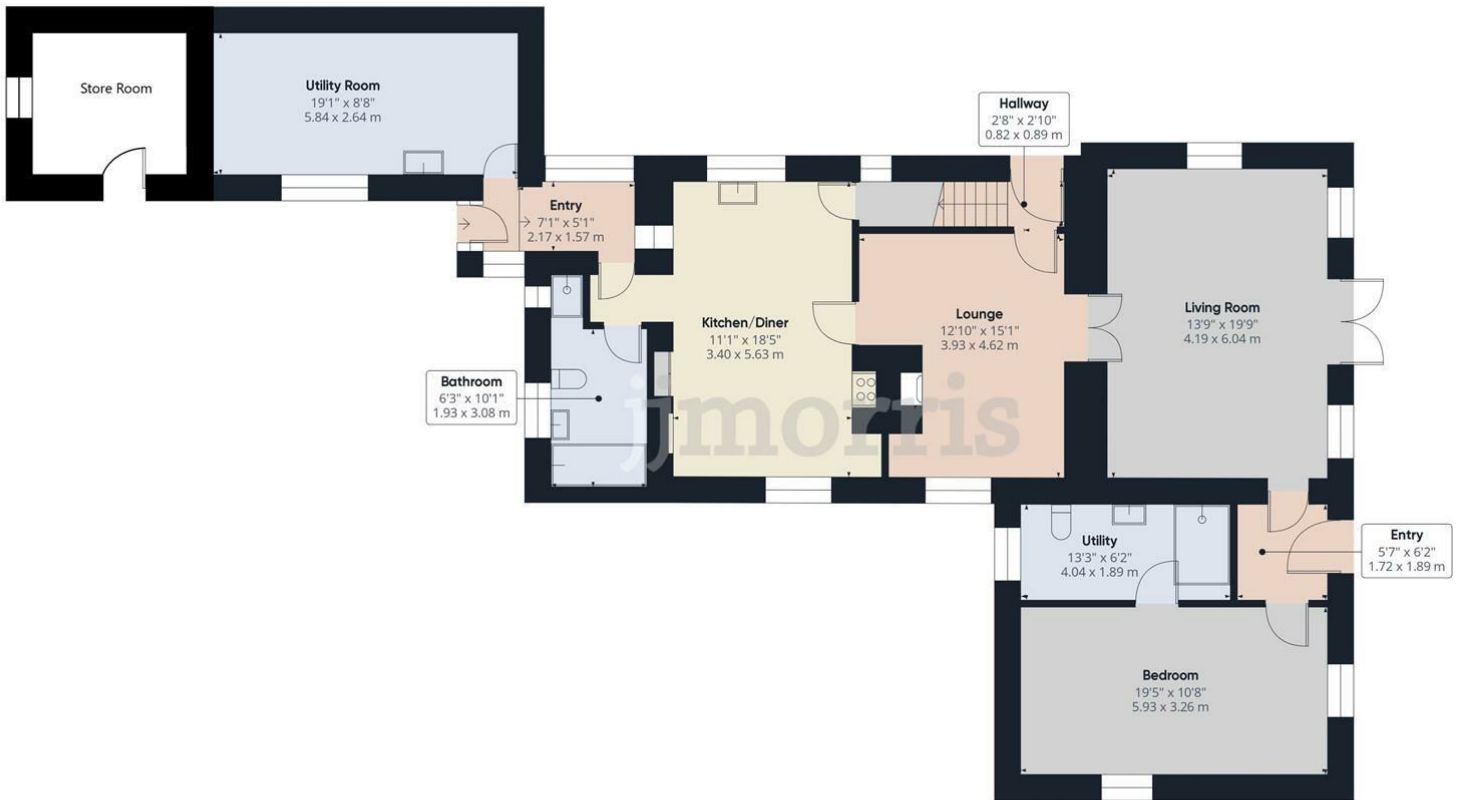 Store Room
Utility Room
19'1" x 8'8"
5.84 x 2.64 m
Hallway
2'8" x 2'10"
0.82 x 0.89 m
Entry
7'1" x 5'1"
2.17 x 1.57 m
Kitchen/Diner
11'1" x 18'5"
3.40 x 5.63 m
Lounge
12'10" x 15'1"
3.93 x 4.62 m
Living Room
13'9" x 19'9"
4.19 x 6.04 m
Bathroom
6'3" x 10'1"
1.93 x 3.08 m
jjmorris
Utility
13'3" x 6'2"
4.04 x 1.89 m
Entry
5'7" x 6'2"
1.72 x 1.89 m
Bedroom
19'5" x 10'8"
5.93 x 3.26 m